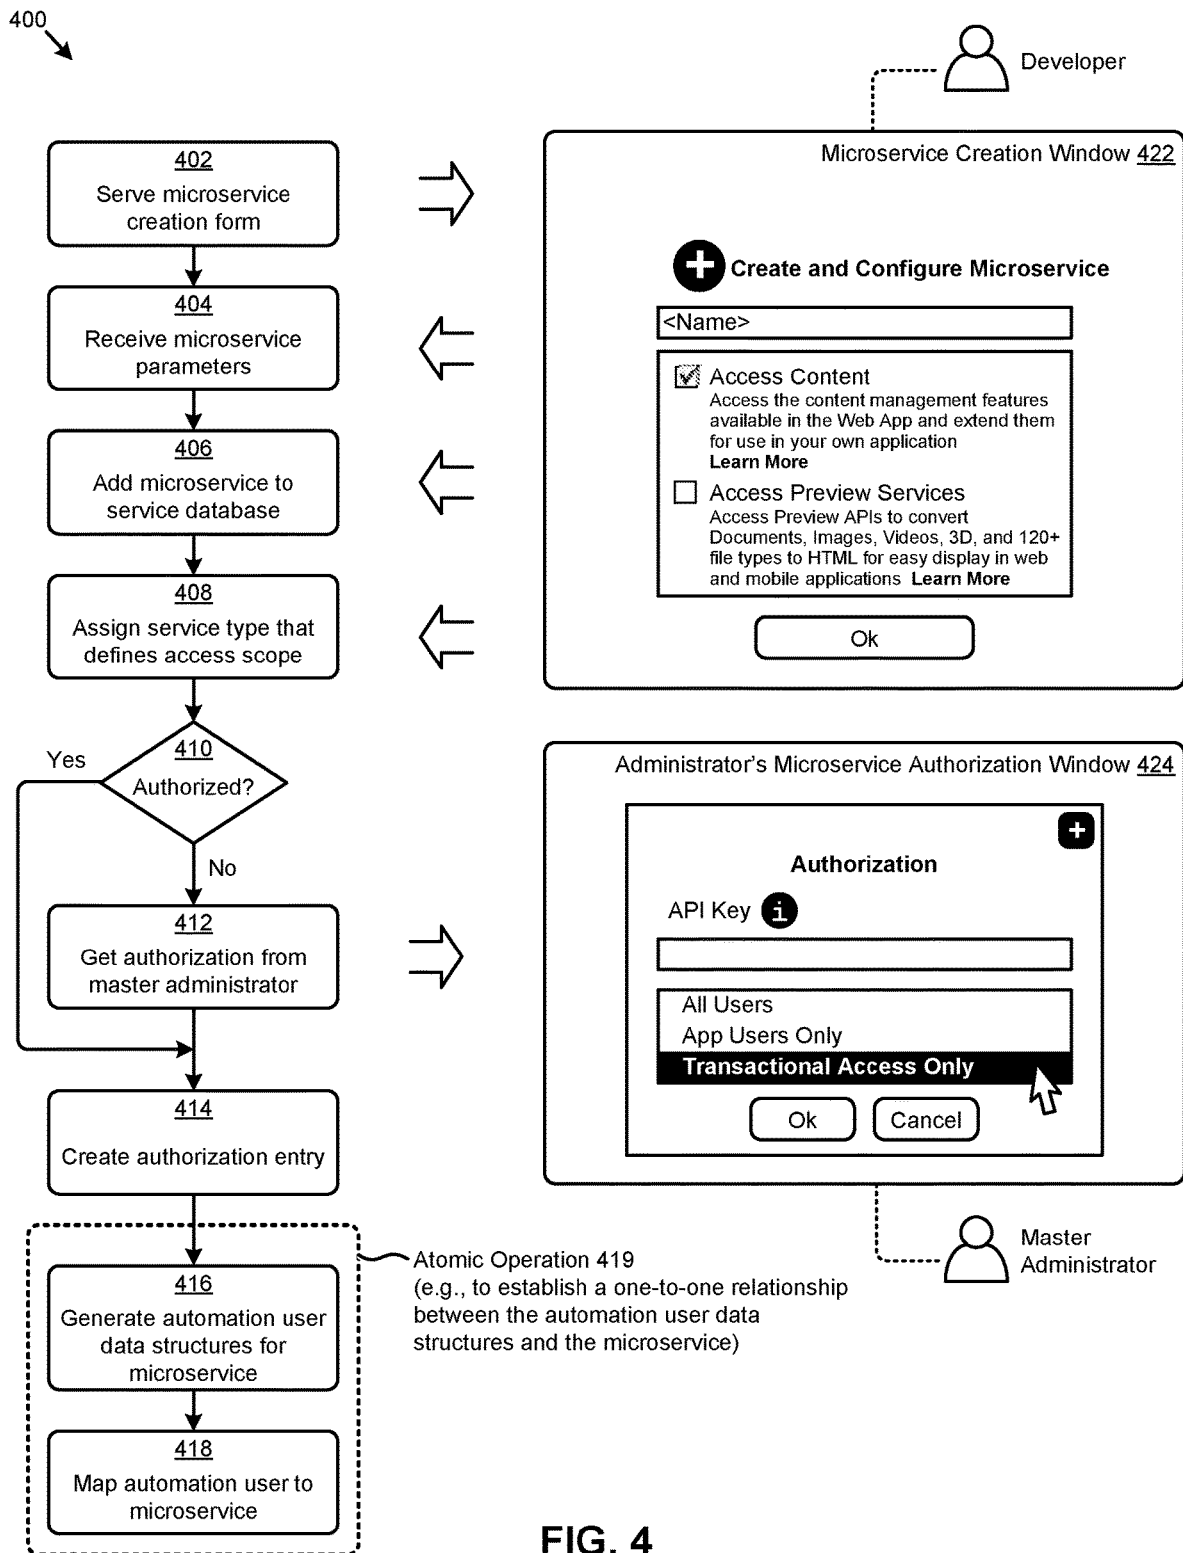 400
Developer
402
Serve microservice
creation form
404
Receive microservice
parameters
406
Add microservice to
service database
408
Assign service type that
defines access scope
410
Authorized?
Yes
No
412
Get authorization from
master administrator
414
Create authorization entry
416
Generate automation user
data structures for
microservice
418
Map automation user to
microservice
Atomic Operation 419
(e.g., to establish a one-to-one relationship
between the automation user data
structures and the microservice)
Microservice Creation Window 422
+
Create and Configure Microservice
<Name>
Access Content
Access the content management features
available in the Web App and extend them
for use in your own application
Learn More
Access Preview Services
Access Preview APIs to convert
Documents, Images, Videos, 3D, and 120+
file types to HTML for easy display in web
and mobile applications Learn More
Ok
Administrator's Microservice Authorization Window 424
+
Authorization
API Key i
All Users
App Users Only
Transactional Access Only
Ok Cancel
Master
Administrator
FIG. 4